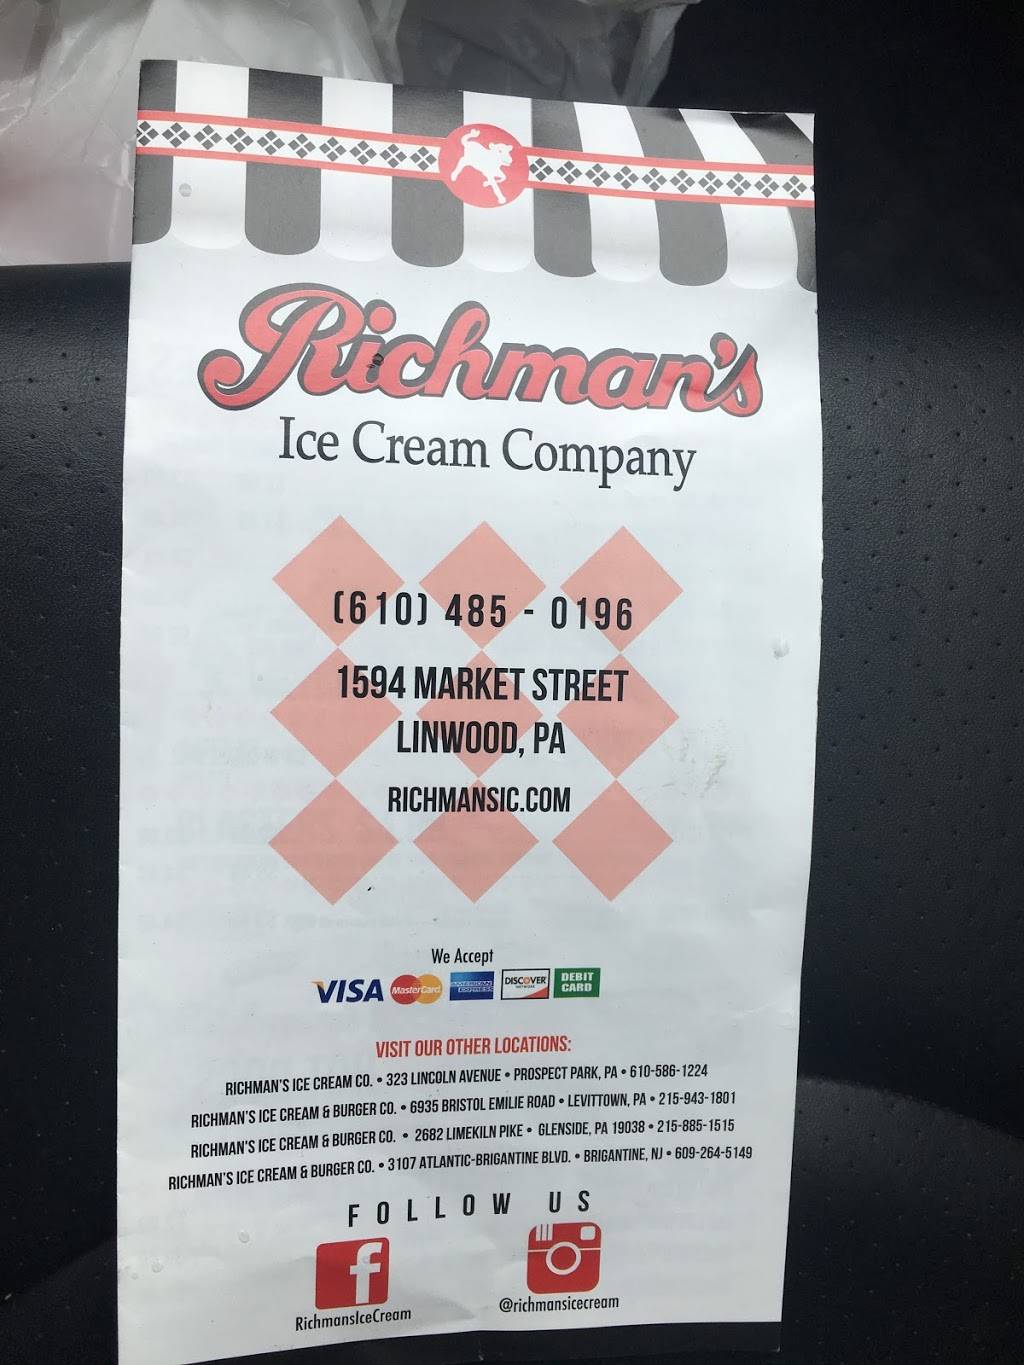 Richman's
Ice Cream Company
(610) 485 - 0196
1594 MARKET STREET
LINWOOD, PA
RICHMANSIC.COM
We Accept
VISA MasterCard AMERICAN EXPRESS DISCOVER NETWORK DEBIT CARD
VISIT OUR OTHER LOCATIONS:
RICHMAN'S ICE CREAM CO. • 323 LINCOLN AVENUE • PROSPECT PARK, PA • 610-586-1224
RICHMAN'S ICE CREAM & BURGER CO. • 6935 BRISTOL EMILIE ROAD • LEVITTOWN, PA • 215-943-1801
RICHMAN'S ICE CREAM & BURGER CO. • 2682 LIMEKILN PIKE • GLENSIDE, PA 19038 • 215-885-1515
RICHMAN'S ICE CREAM & BURGER CO. • 3107 ATLANTIC-BRIGANTINE BLVD. • BRIGANTINE, NJ • 609-264-5149
FOLLOW US
RichmansIceCream
@richmansicecream